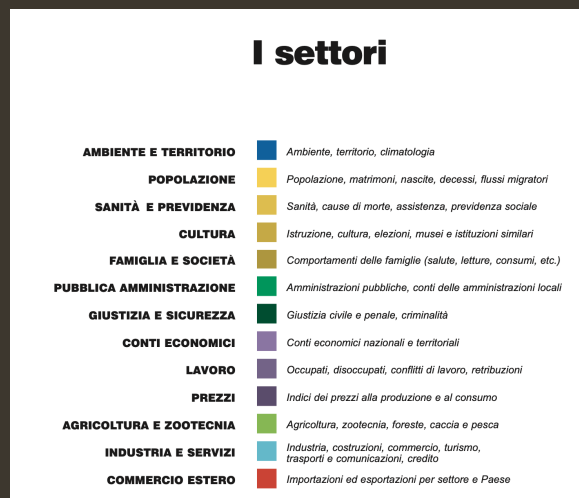 I settori
AMBIENTE E TERRITORIO Ambiente, territorio, climatologia
POPOLAZIONE Popolazione, matrimoni, nascite, decessi, flussi migratori
SANITÀ E PREVIDENZA Sanità, cause di morte, assistenza, previdenza sociale
CULTURA Istruzione, cultura, elezioni, musei e istituzioni similari
FAMIGLIA E SOCIETÀ Comportamenti delle famiglie (salute, letture, consumi, etc.)
PUBBLICA AMMINISTRAZIONE Amministrazioni pubbliche, conti delle amministrazioni locali
GIUSTIZIA E SICUREZZA Giustizia civile e penale, criminalità
CONTI ECONOMICI Conti economici nazionali e territoriali
LAVORO Occupati, disoccupati, conflitti di lavoro, retribuzioni
PREZZI Indici dei prezzi alla produzione e al consumo
AGRICOLTURA E ZOOTECNIA Agricoltura, zootecnia, foreste, caccia e pesca
INDUSTRIA E SERVIZI Industria, costruzioni, commercio, turismo,
trasporti e comunicazioni, credito
COMMERCIO ESTERO Importazioni ed esportazioni per settore e Paese